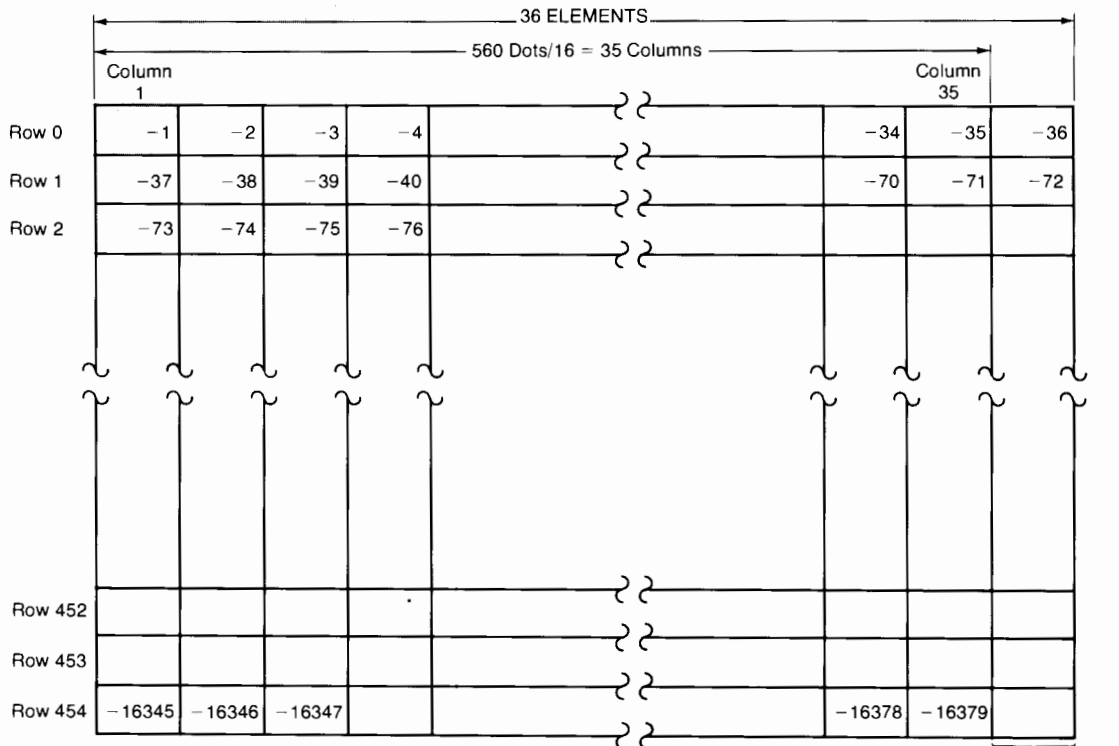 36 ELEMENTS
560 Dots/16 = 35 Columns
Column 1 Column 35
Row 0 −1 −2 −3 −4 −34 −35 −36
Row 1 −37 −38 −39 −40 −70 −71 −72
Row 2 −73 −74 −75 −76
Row 452
Row 453
Row 454 −16345 −16346 −16347 −16378 −16379